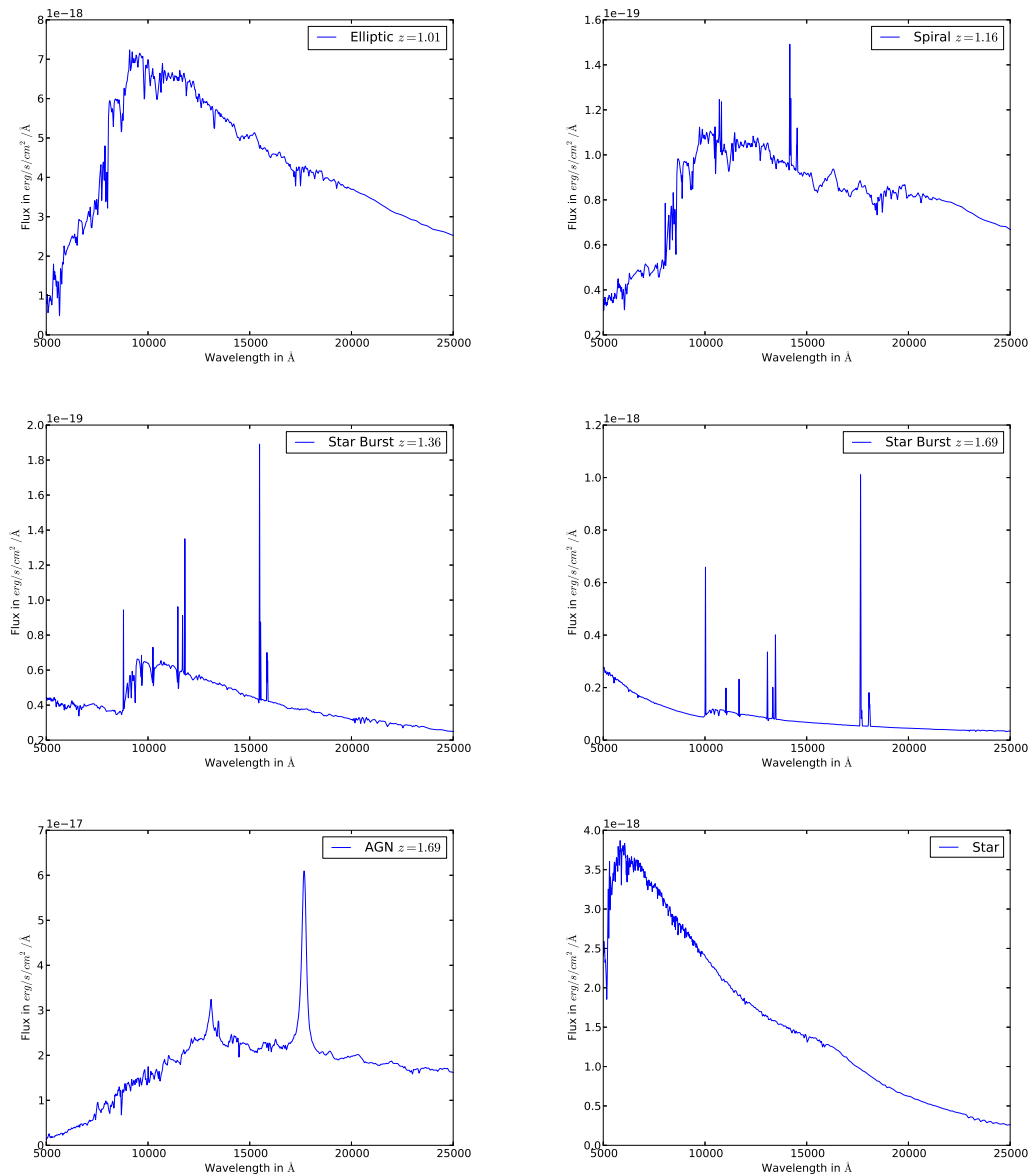 1e−18
8
7
6
5
4
3
2
1
0
Flux in erg/s/cm² /Å
Elliptic z=1.01
5000 10000 15000 20000 25000
Wavelength in Å
1e−19
1.6
1.4
1.2
1.0
0.8
0.6
0.4
0.2
Flux in erg/s/cm² /Å
Spiral z=1.16
5000 10000 15000 20000 25000
Wavelength in Å
1e−19
2.0
1.8
1.6
1.4
1.2
1.0
0.8
0.6
0.4
0.2
Flux in erg/s/cm² /Å
Star Burst z=1.36
5000 10000 15000 20000 25000
Wavelength in Å
1e−18
1.2
1.0
0.8
0.6
0.4
0.2
0.0
Flux in erg/s/cm² /Å
Star Burst z=1.69
5000 10000 15000 20000 25000
Wavelength in Å
1e−17
7
6
5
4
3
2
1
0
Flux in erg/s/cm² /Å
AGN z=1.69
5000 10000 15000 20000 25000
Wavelength in Å
1e−18
4.0
3.5
3.0
2.5
2.0
1.5
1.0
0.5
0.0
Flux in erg/s/cm² /Å
Star
5000 10000 15000 20000 25000
Wavelength in Å